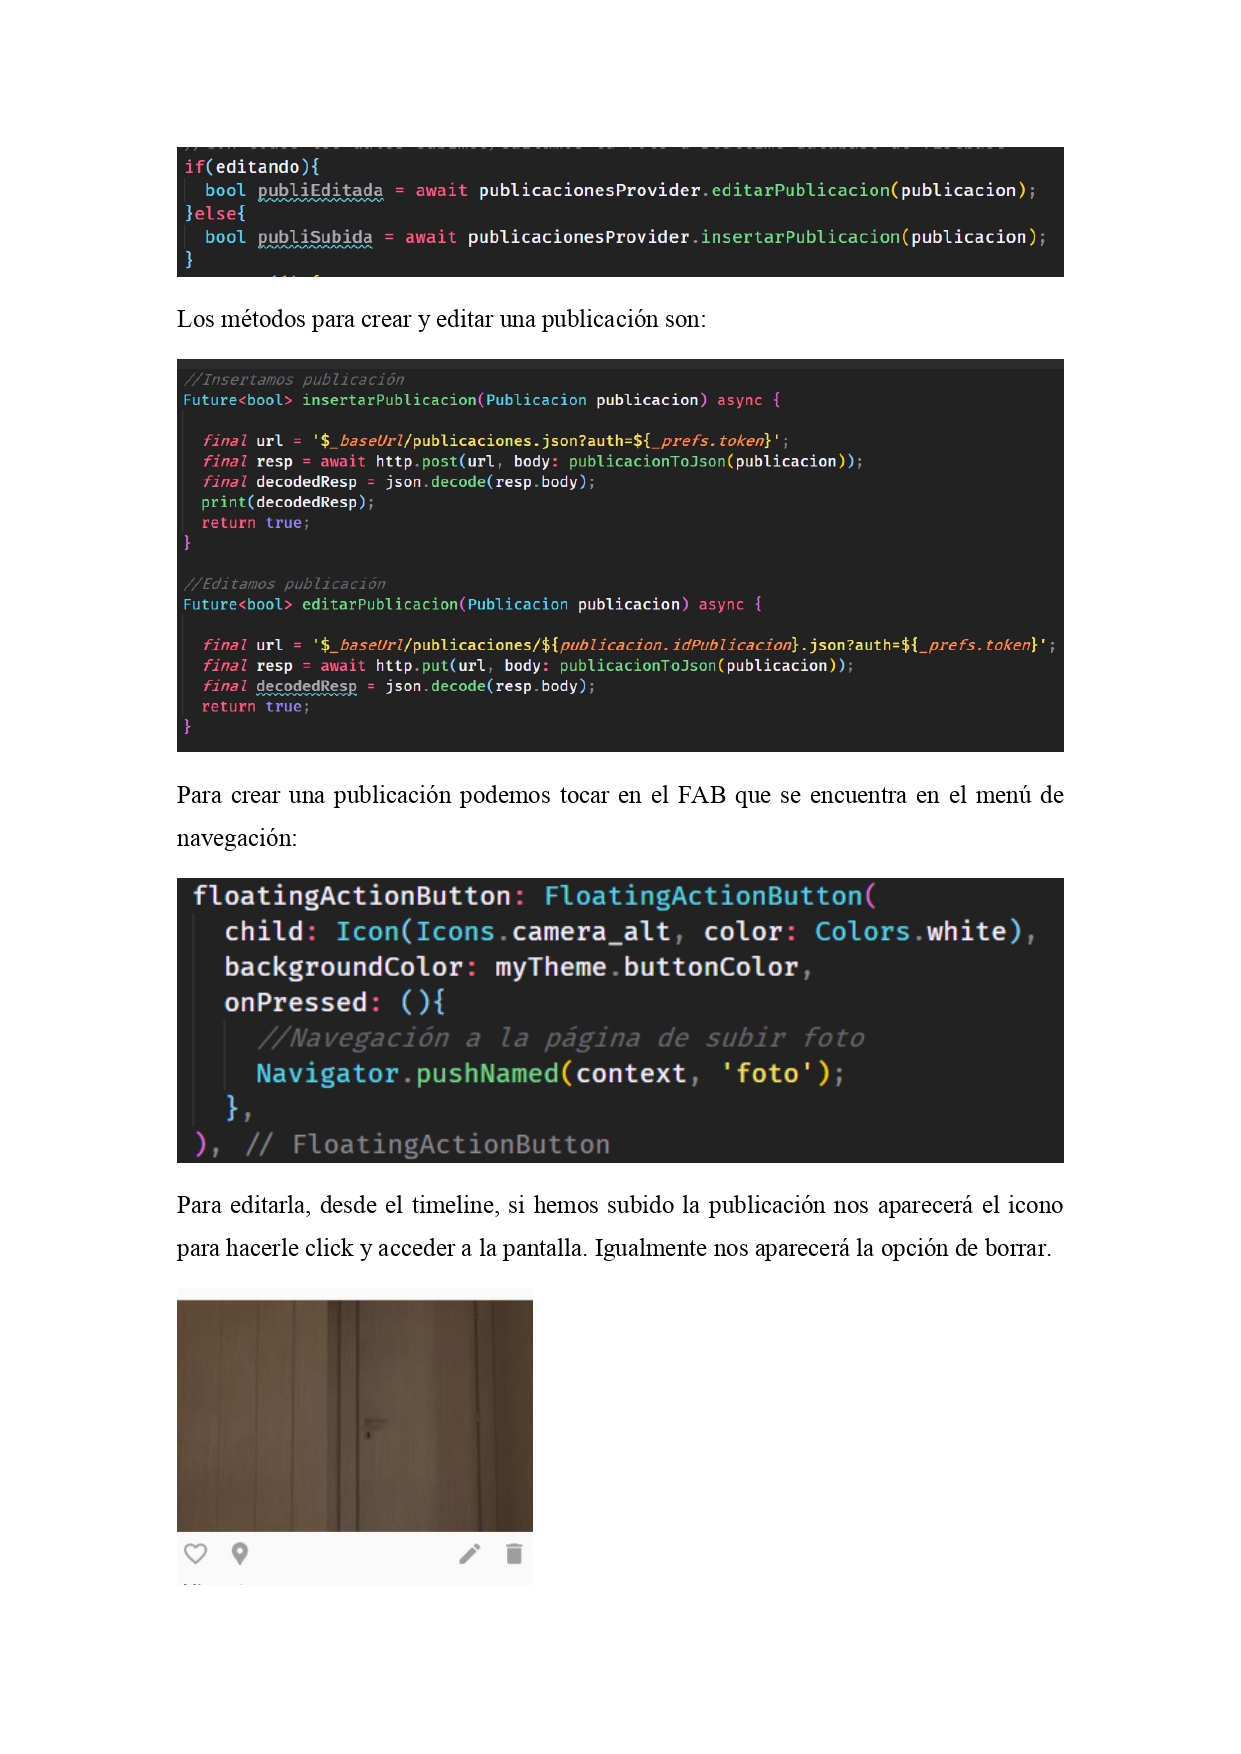 if(editando){
bool publiEditada = await publicacionesProvider.editarPublicacion(publicacion);
}else{
bool publiSubida = await publicacionesProvider.insertarPublicacion(publicacion);
}
Los métodos para crear y editar una publicación son:
//Insertamos publicación
Future<bool> insertarPublicacion(Publicacion publicacion) async {
final url = '$_baseUrl/publicaciones.json?auth=${_prefs.token}';
final resp = await http.post(url, body: publicacionToJson(publicacion));
final decodedResp = json.decode(resp.body);
print(decodedResp);
return true;
}
//Editamos publicación
Future<bool> editarPublicacion(Publicacion publicacion) async {
final url = '$_baseUrl/publicaciones/${publicacion.idPublicacion}.json?auth=${_prefs.token}';
final resp = await http.put(url, body: publicacionToJson(publicacion));
final decodedResp = json.decode(resp.body);
return true;
}
Para crear una publicación podemos tocar en el FAB que se encuentra en el menú de
navegación:
floatingActionButton: FloatingActionButton(
child: Icon(Icons.camera_alt, color: Colors.white),
backgroundColor: myTheme.buttonColor,
onPressed: (){
//Navegación a la página de subir foto
Navigator.pushNamed(context, 'foto');
},
), // FloatingActionButton
Para editarla, desde el timeline, si hemos subido la publicación nos aparecerá el icono
para hacerle click y acceder a la pantalla. Igualmente nos aparecerá la opción de borrar.